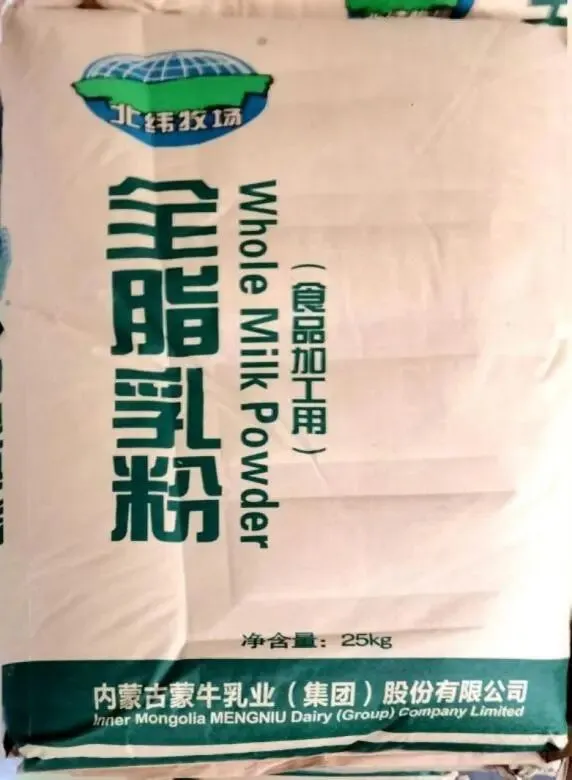 北纬牧场
全脂乳粉
Whole Milk Powder
(食品加工用)
净含量：25kg
内蒙古蒙牛乳业（集团）股份有限公司
Inner Mongolia MENGNIU Dairy (Group) Company Limited